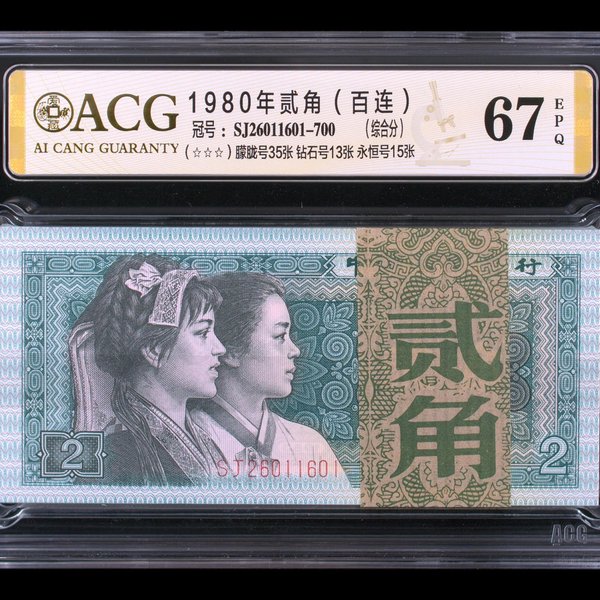 ACG
AI CANG GUARANTY
1980年贰角（百连）
冠号：SJ26011601-700 (综合分)
(☆☆☆) 朦胧号35张 钻石号13张 永恒号15张
67
EPQ
行
贰角
SJ26011601
2
2
ACG